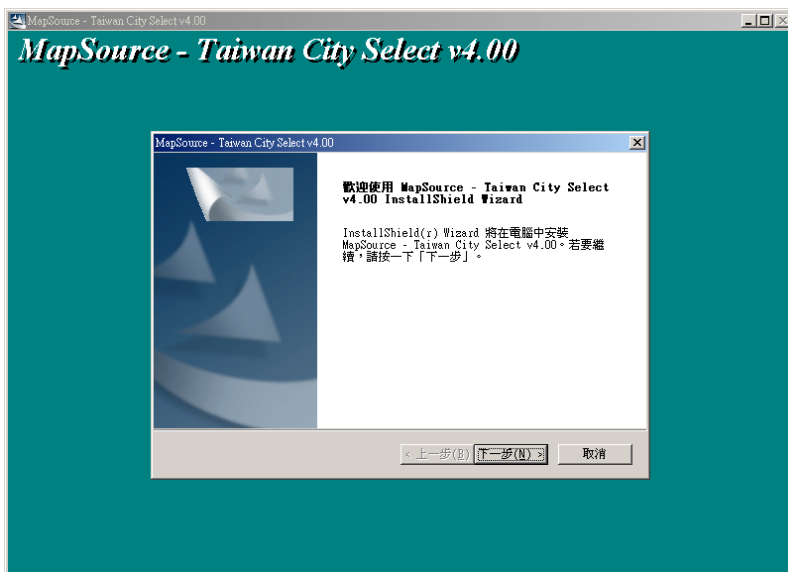 MapSource - Taiwan City Select v4.00
MapSource - Taiwan City Select v4.00
MapSource - Taiwan City Select v4.00
歡迎使用 MapSource - Taiwan City Select
v4.00 InstallShield Wizard
InstallShield(r) Wizard 將在電腦中安裝
MapSource - Taiwan City Select v4.00。若要繼
續，請按一下「下一步」。
< 上一步(B) 下一步(N) > 取消